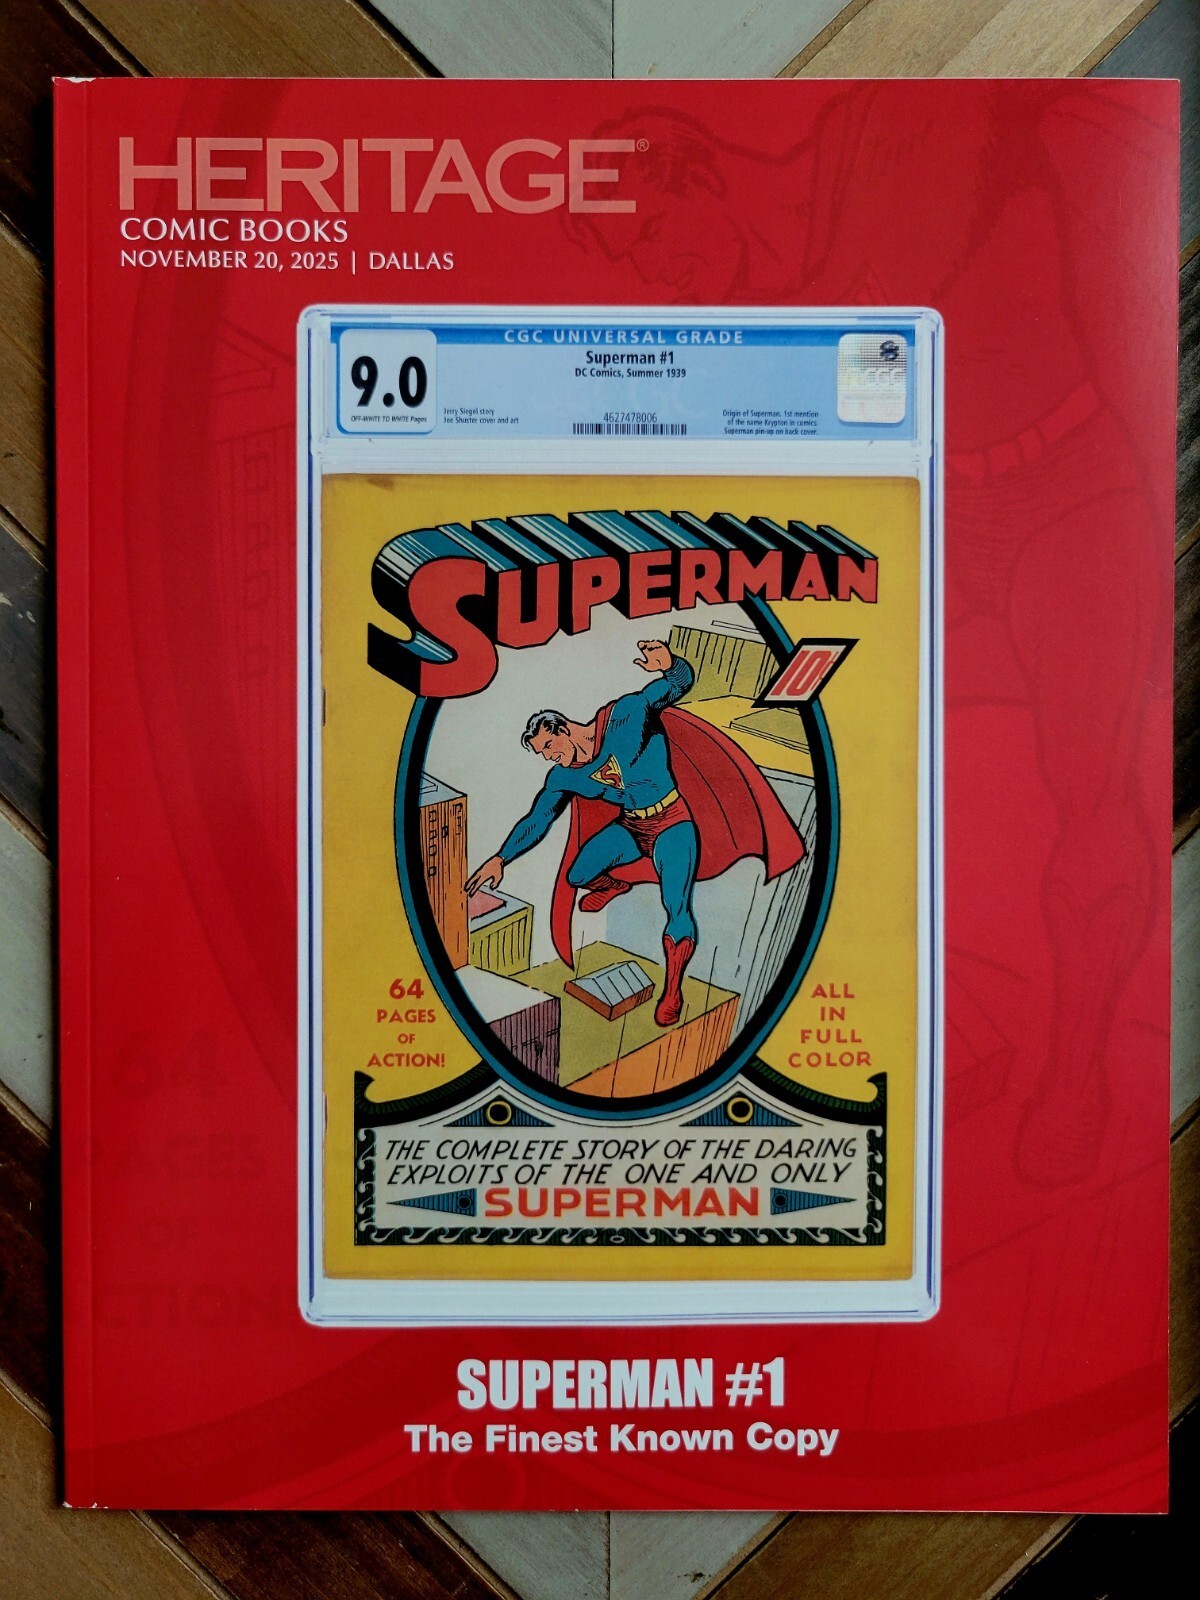 HERITAGE®
COMIC BOOKS
NOVEMBER 20, 2025 | DALLAS
CGC UNIVERSAL GRADE
9.0
OFF-WHITE TO WHITE Pages
Superman #1
DC Comics, Summer 1939
Jerry Siegel story
Joe Shuster cover and art
4627478006
Origin of Superman. 1st mention
of the name Krypton in comics.
Superman pin-up on back cover.
CGC
SUPERMAN
10¢
S
64
PAGES
OF
ACTION!
ALL
IN
FULL
COLOR
THE COMPLETE STORY OF THE DARING
EXPLOITS OF THE ONE AND ONLY
SUPERMAN
SUPERMAN #1
The Finest Known Copy